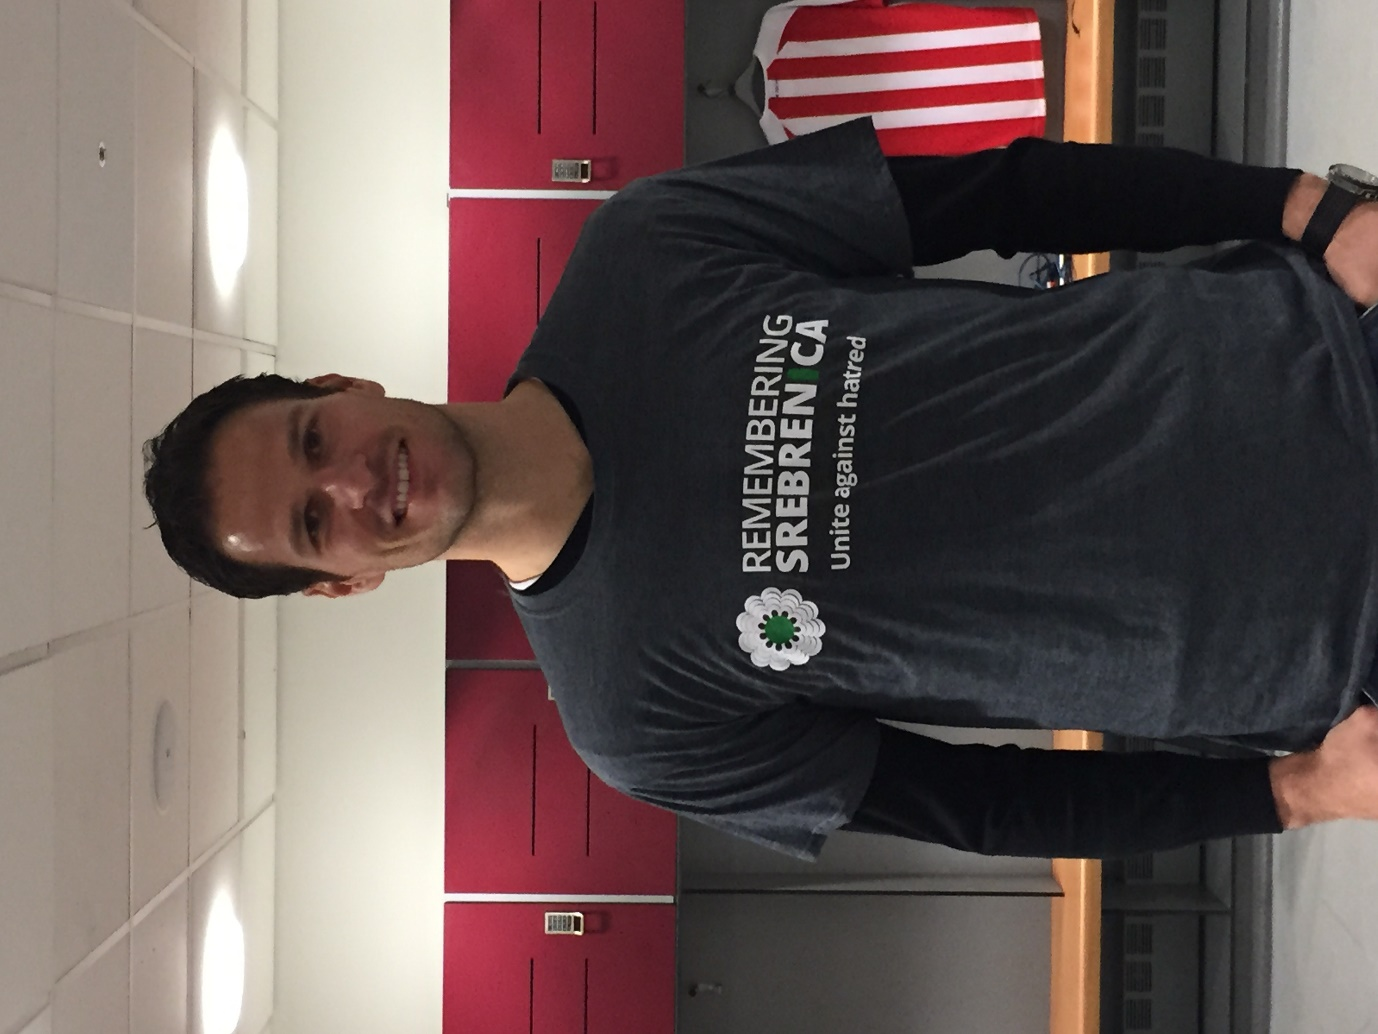 REMEMBERING
SREBRENICA
Unite against hatred